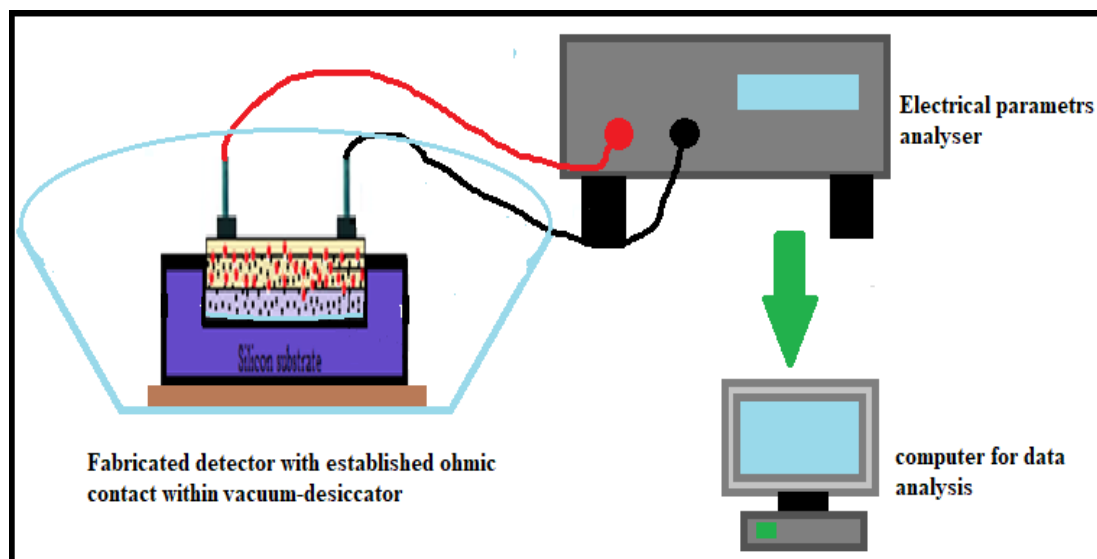 Electrical parametrs
analyser
Silicon substrate
Fabricated detector with established ohmic
contact within vacuum-desiccator
computer for data
analysis